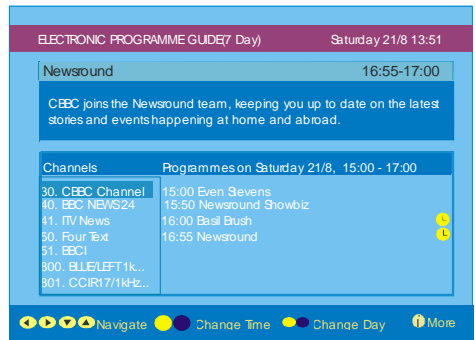 ELECTRONIC PROGRAMME GUIDE(7 Day) Saturday 21/8 13:51
Newsround 16:55-17:00
CBBC joins the Newsround team, keeping you up to date on the latest
stories and events happening at home and abroad.
Channels Programmes on Saturday 21/8, 15:00 - 17:00
30. CBBC Channel 15:00 Even Stevens
40. BBC NEWS24 15:50 Newsround Showbiz
41. ITV News 16:00 Basil Brush
50. Four Text 16:55 Newsround
51. BBCI
800. BLUE/LEFT1k...
801. CCIR17/1kHz...
Navigate Change Time Change Day i More